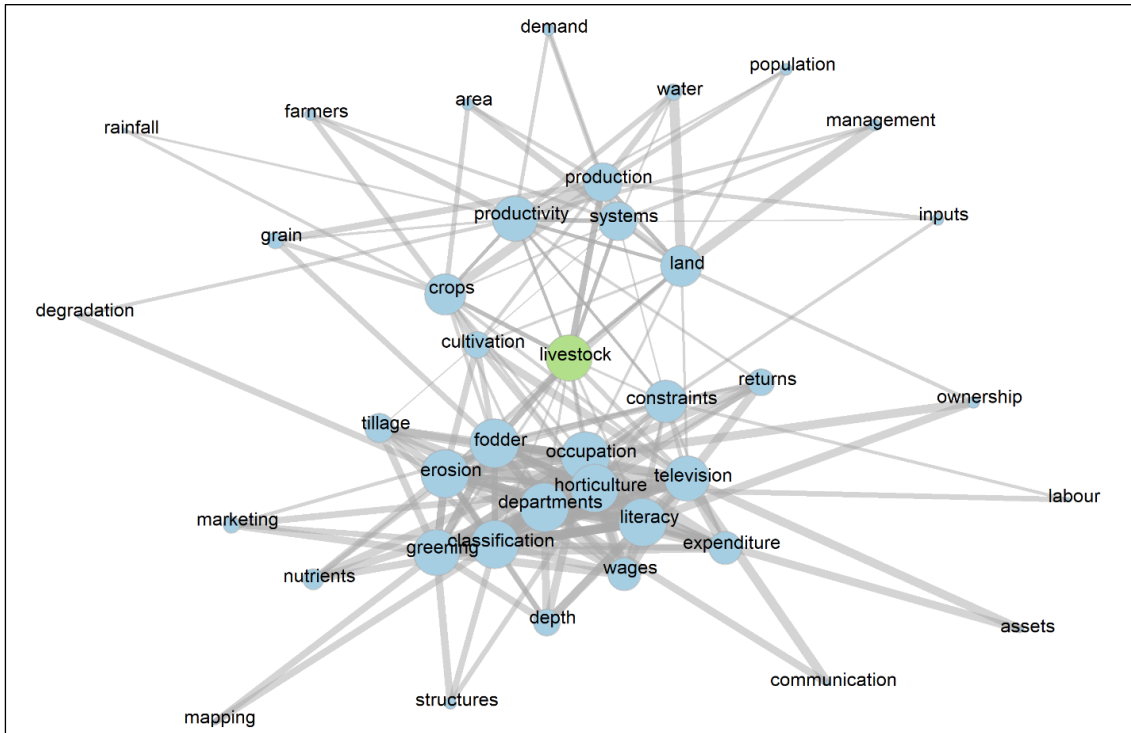 demand
population
water
area
farmers
management
rainfall
production
productivity
systems
inputs
grain
land
crops
degradation
cultivation
livestock
returns
constraints
ownership
tillage
fodder
occupation
erosion
television
horticulture
labour
departments
literacy
marketing
classification
expenditure
greening
wages
nutrients
depth
assets
communication
structures
mapping